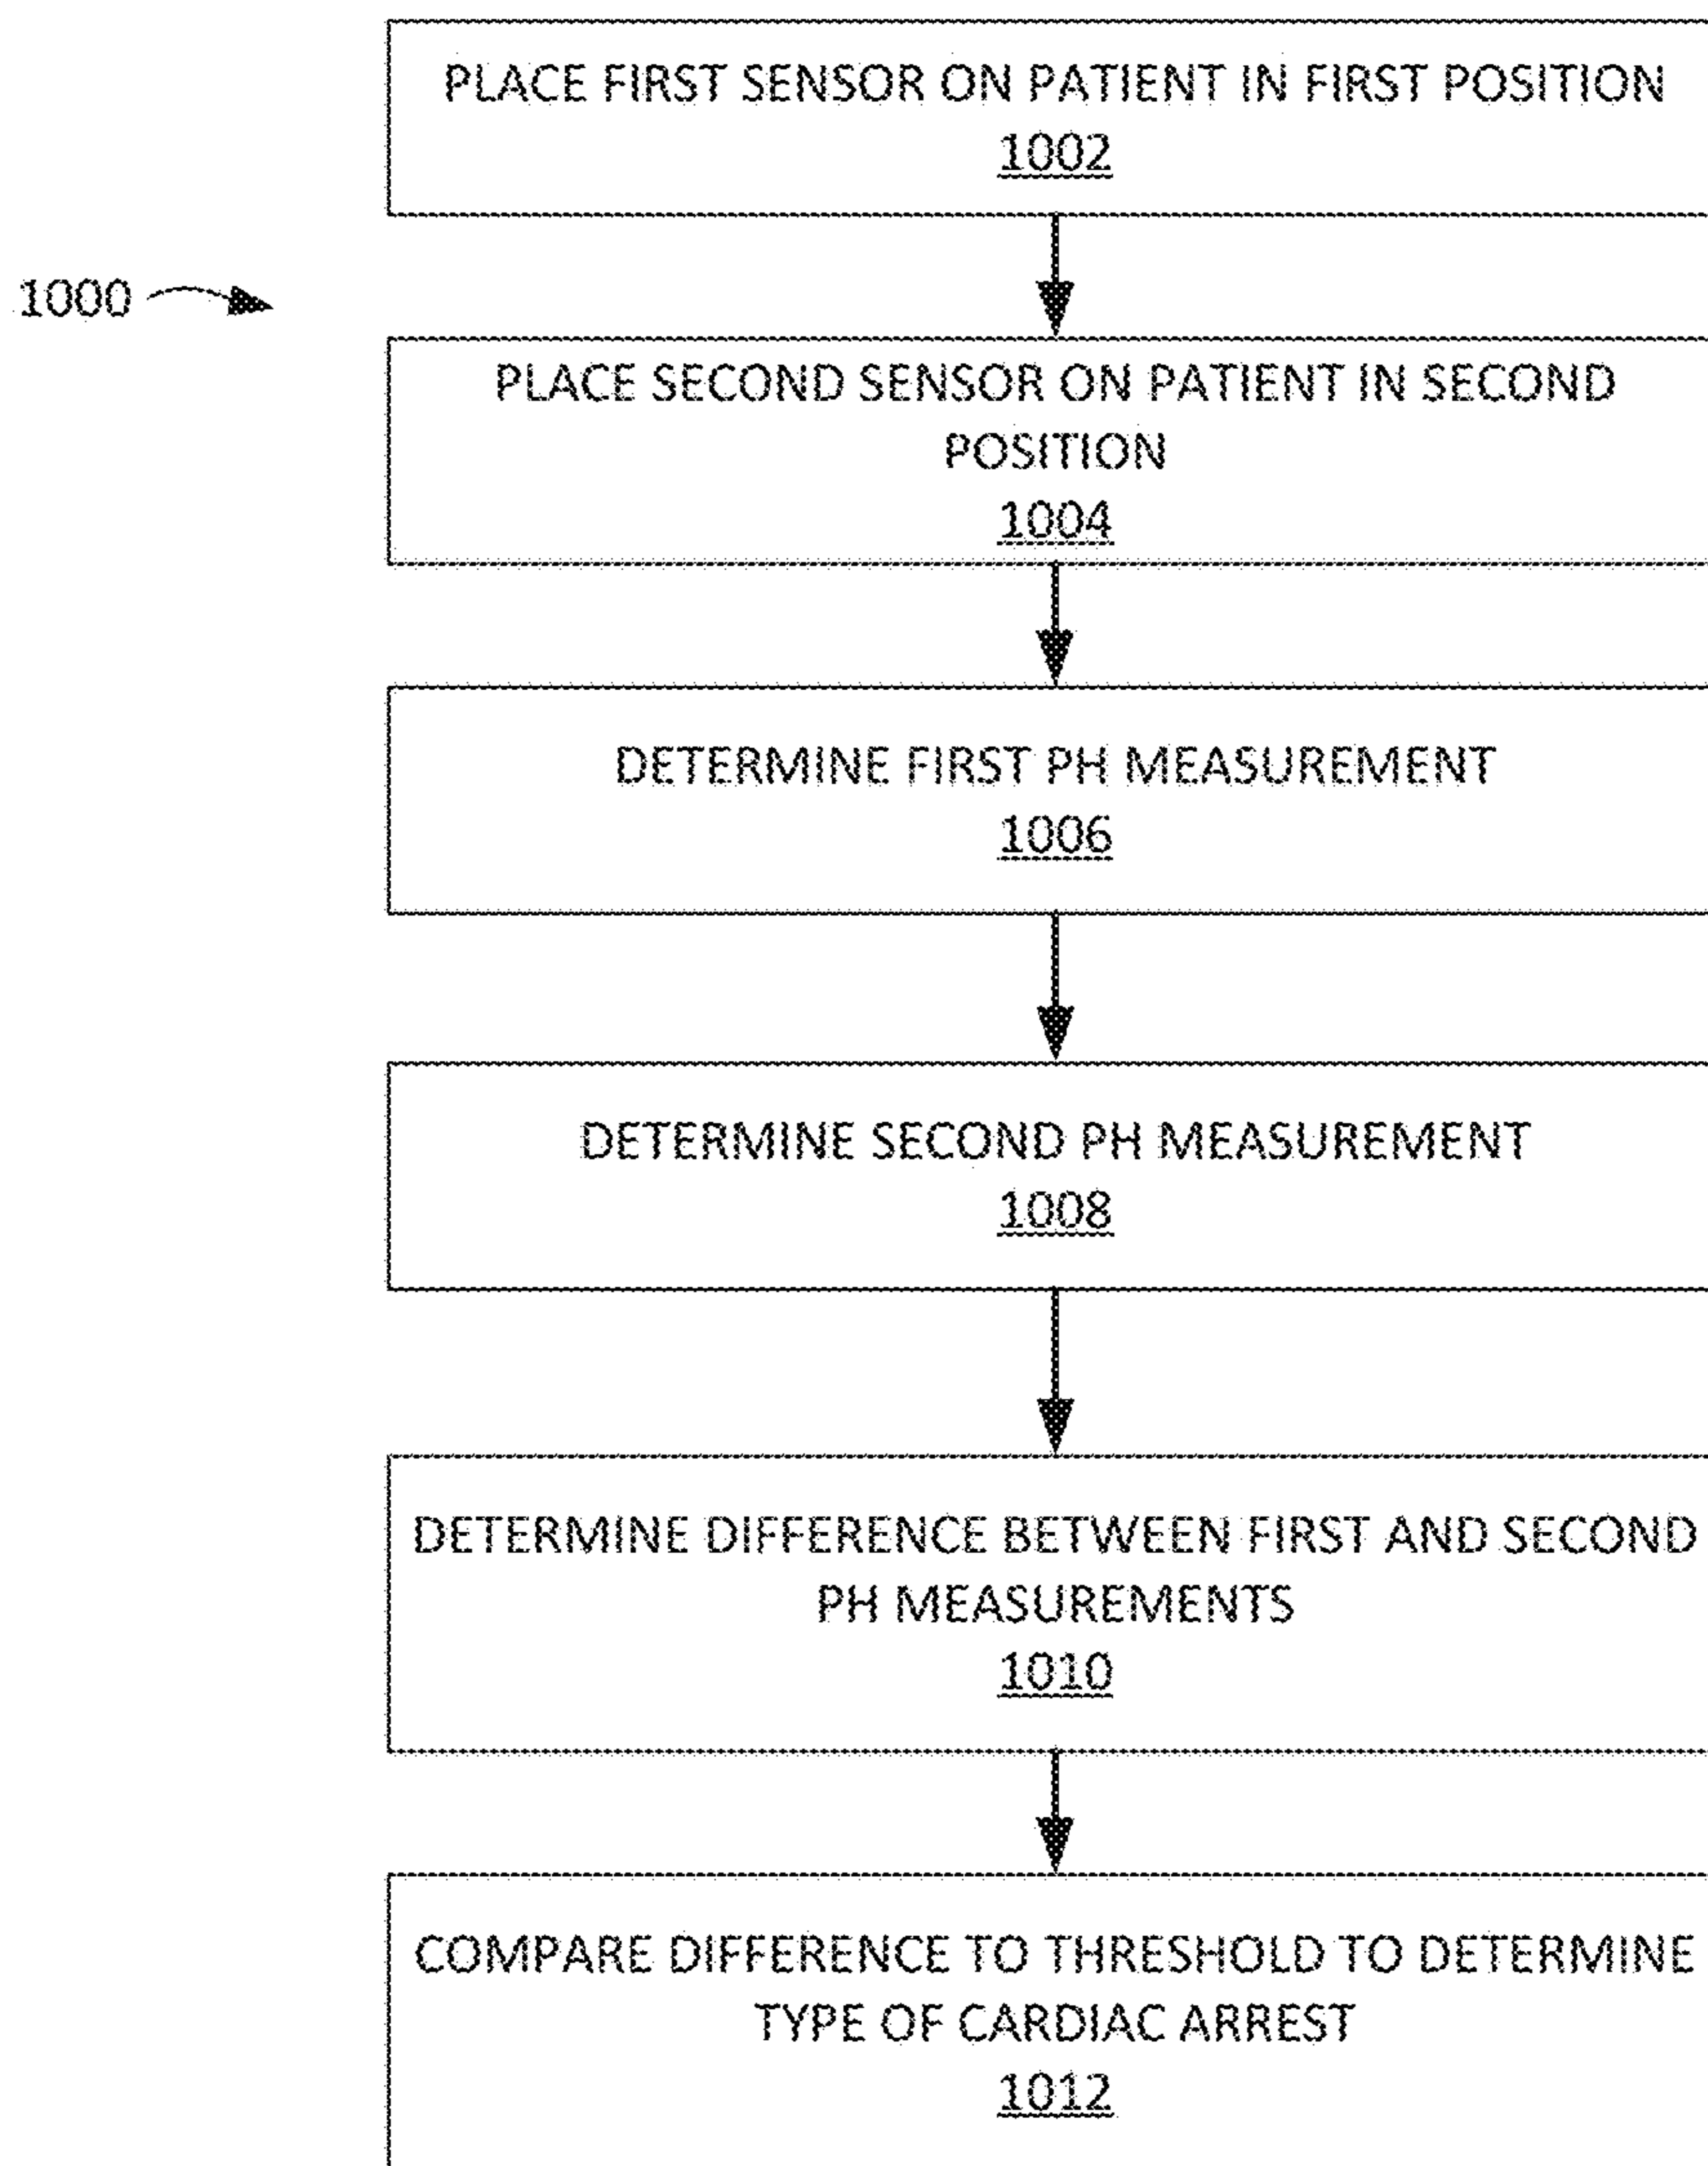 PLACE FIRST SENSOR ON PATIENT IN FIRST POSITION
1002
1000
PLACE SECOND SENSOR ON PATIENT IN SECOND
POSITION
1004
DETERMINE FIRST PH MEASUREMENT
1006
DETERMINE SECOND PH MEASUREMENT
1008
DETERMINE DIFFERENCE BETWEEN FIRST AND SECOND
PH MEASUREMENTS
1010
COMPARE DIFFERENCE TO THRESHOLD TO DETERMINE
TYPE OF CARDIAC ARREST
1012